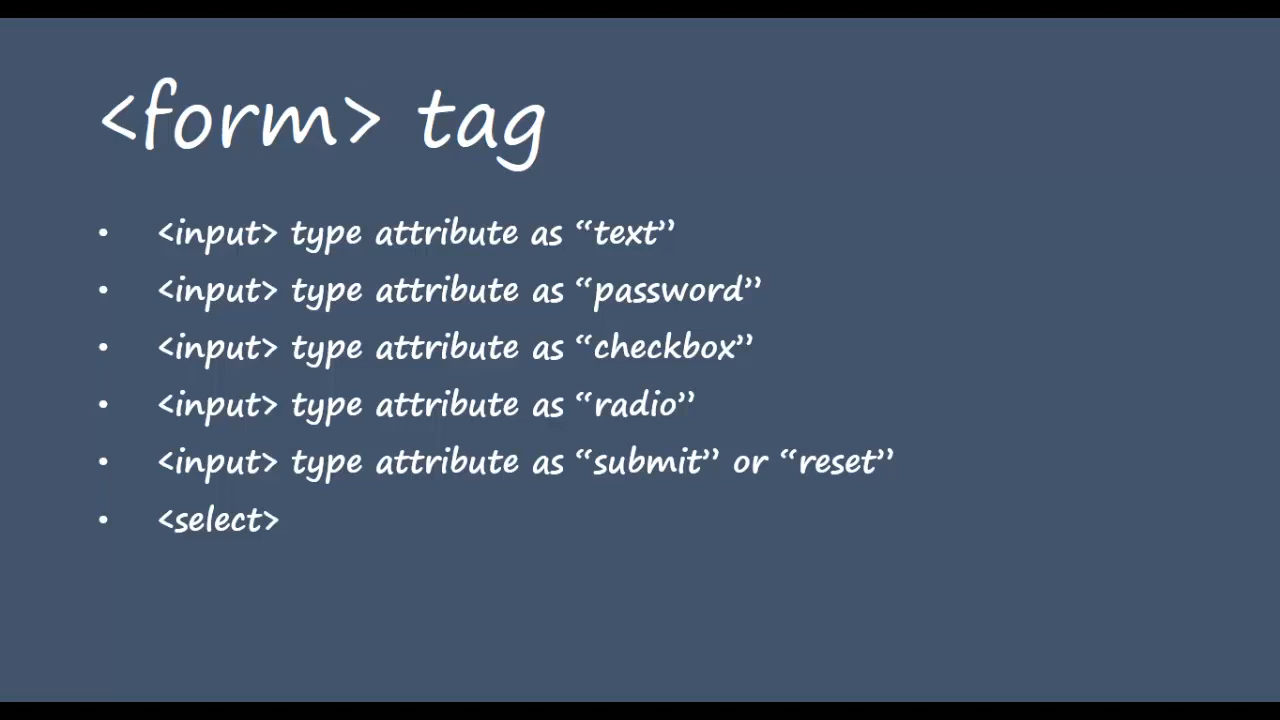 <form> tag
• <input> type attribute as “text”
• <input> type attribute as “password”
• <input> type attribute as “checkbox”
• <input> type attribute as “radio”
• <input> type attribute as “submit” or “reset”
• <select>